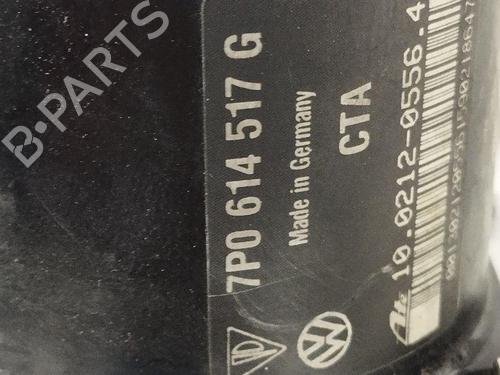 7P0 614 517 G
Made in Germany
CTA
10.0212-0556.4
B-PARTS